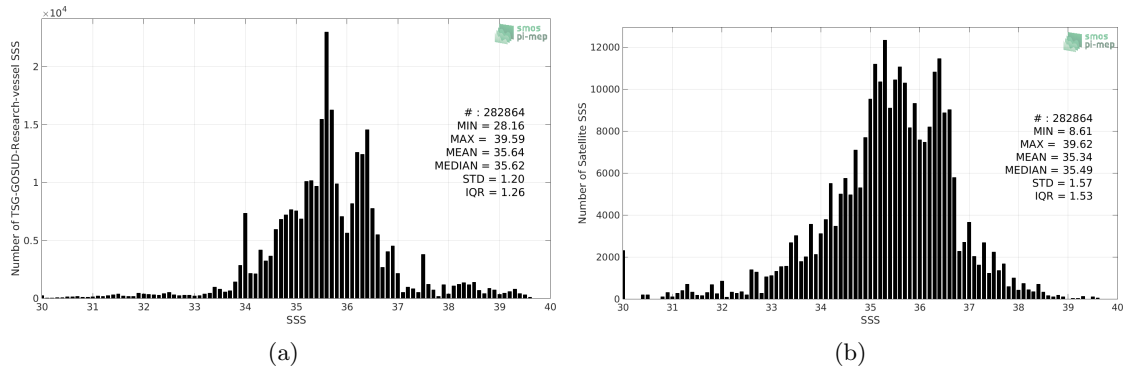 ×10⁴
smos
pi-mep
Number of TSG-GOSUD-Research-vessel SSS
2
1.5
1
0.5
0
# : 282864
MIN = 28.16
MAX = 39.59
MEAN = 35.64
MEDIAN = 35.62
STD = 1.20
IQR = 1.26
30 31 32 33 34 35 36 37 38 39 40
SSS
(a)
smos
pi-mep
Number of Satellite SSS
12000
10000
8000
6000
4000
2000
0
# : 282864
MIN = 8.61
MAX = 39.62
MEAN = 35.34
MEDIAN = 35.49
STD = 1.57
IQR = 1.53
30 31 32 33 34 35 36 37 38 39 40
SSS
(b)